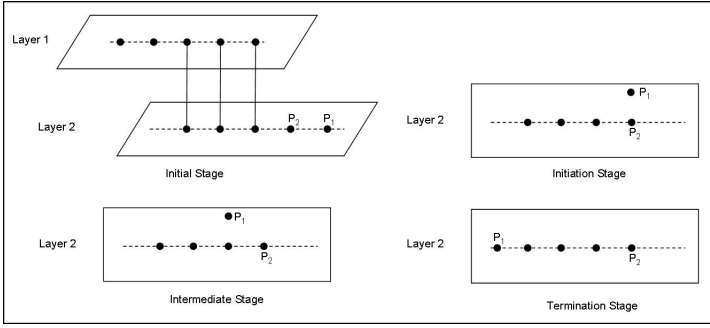 Layer 1
Layer 2
P2
P1
Initial Stage
Layer 2
P1
P2
Initiation Stage
Layer 2
P1
P2
Intermediate Stage
Layer 2
P1
P2
Termination Stage